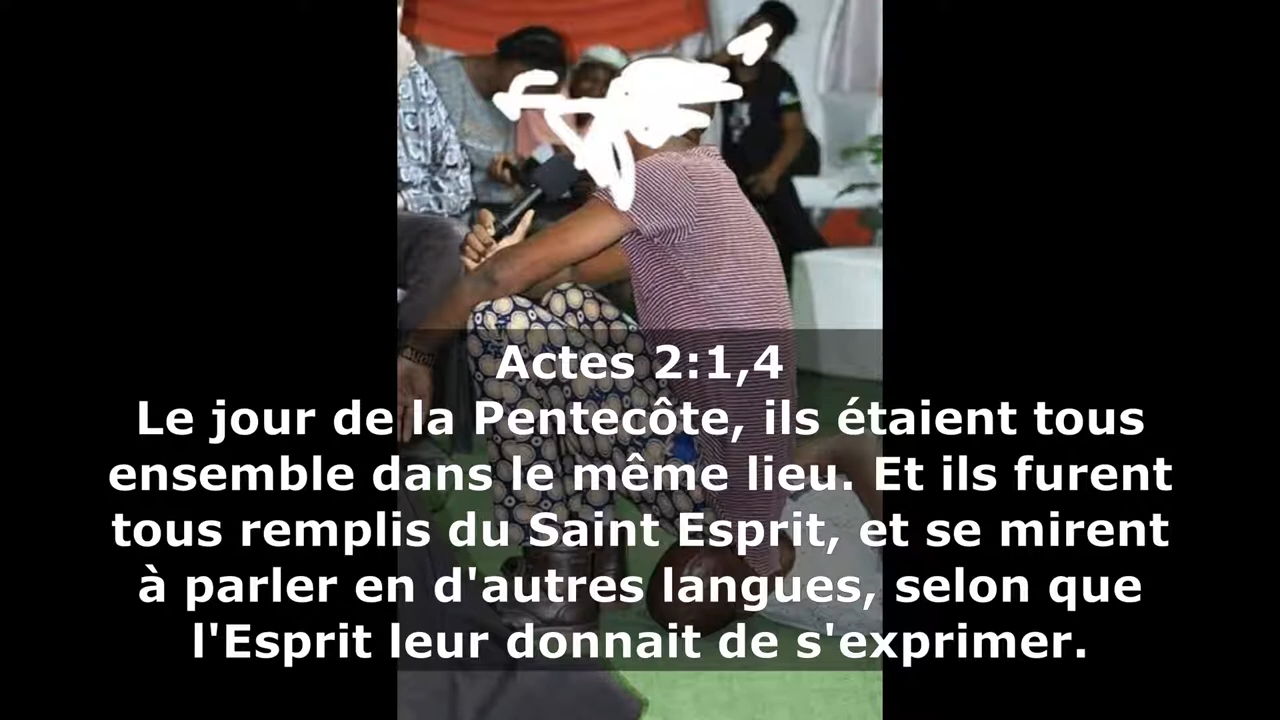 Actes 2:1,4
Le jour de la Pentecôte, ils étaient tous
ensemble dans le même lieu. Et ils furent
tous remplis du Saint Esprit, et se mirent
à parler en d'autres langues, selon que
l'Esprit leur donnait de s'exprimer.